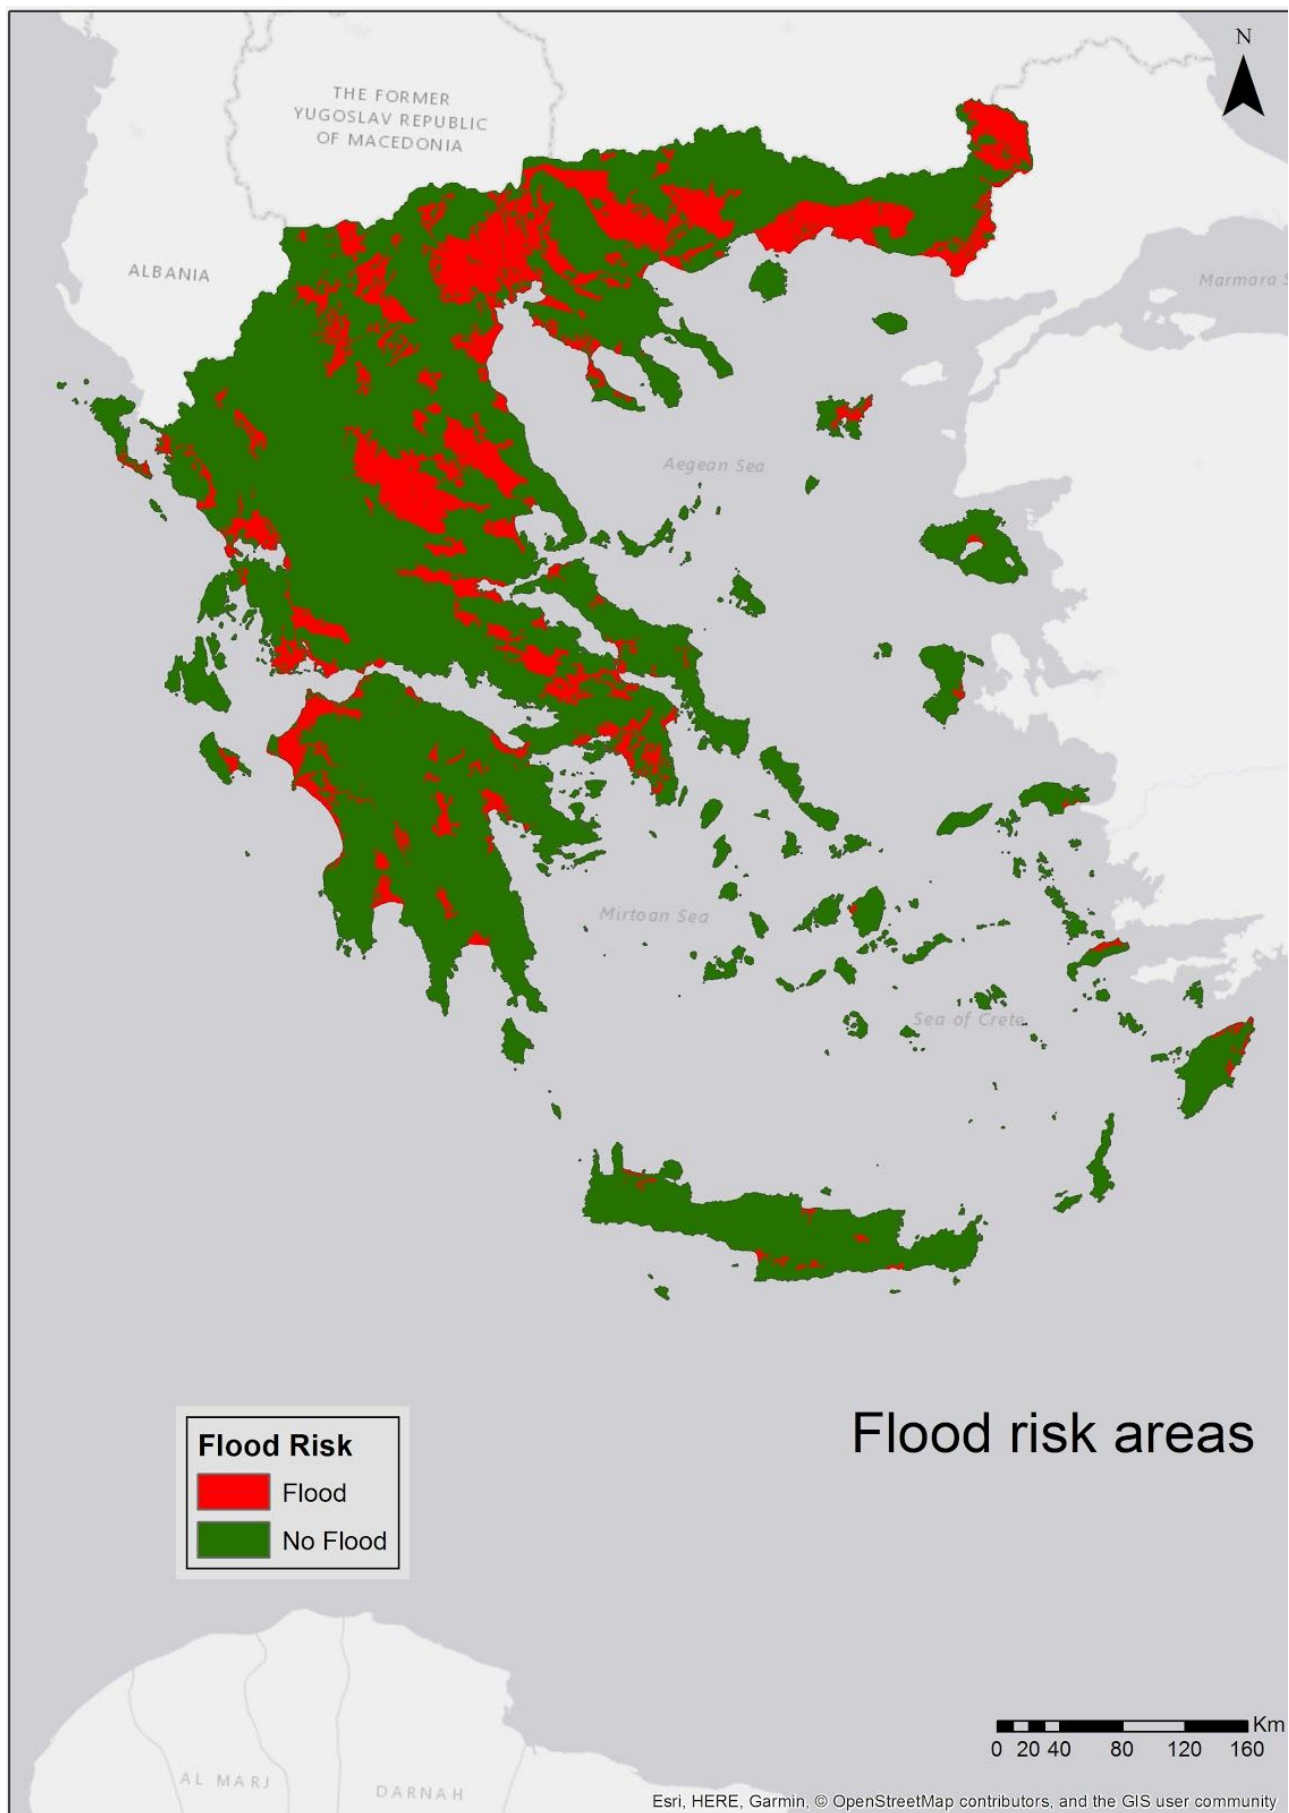 N
THE FORMER
YUGOSLAV REPUBLIC
OF MACEDONIA
ALBANIA
Marmara S
Aegean Sea
Mirtoan Sea
Sea of Crete
Flood risk areas
Flood Risk
Flood
No Flood
Km
0 20 40 80 120 160
AL MARJ
DARNAH
Esri, HERE, Garmin, © OpenStreetMap contributors, and the GIS user community